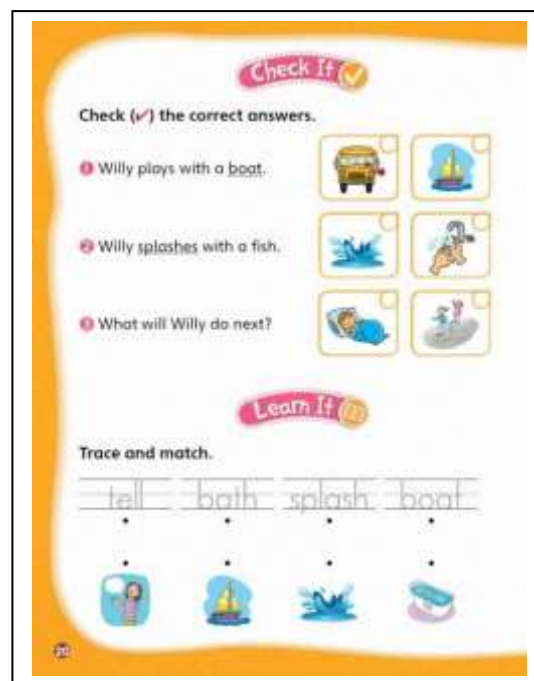 Check It
Check (✔) the correct answers.
1 Willy plays with a boat.
2 Willy splashes with a fish.
3 What will Willy do next?
Learn It
Trace and match.
tell bath splash boat
20